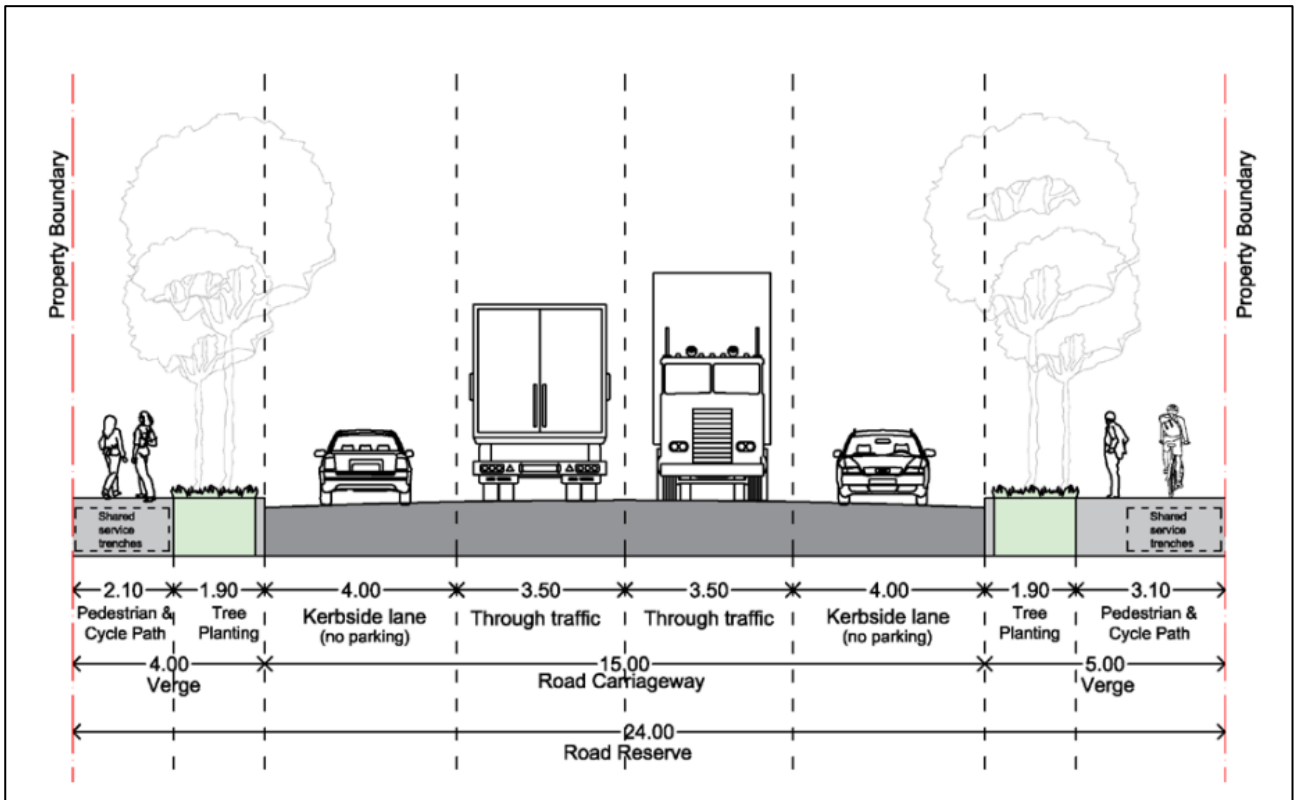 Property Boundary
Property Boundary
Shared
service
trenches
Shared
service
trenches
2.10
1.90
4.00
3.50
3.50
4.00
1.90
3.10
Pedestrian &
Cycle Path
Tree
Planting
Kerbside lane
(no parking)
Through traffic
Through traffic
Kerbside lane
(no parking)
Tree
Planting
Pedestrian &
Cycle Path
4.00
Verge
15.00
Road Carriageway
5.00
Verge
24.00
Road Reserve